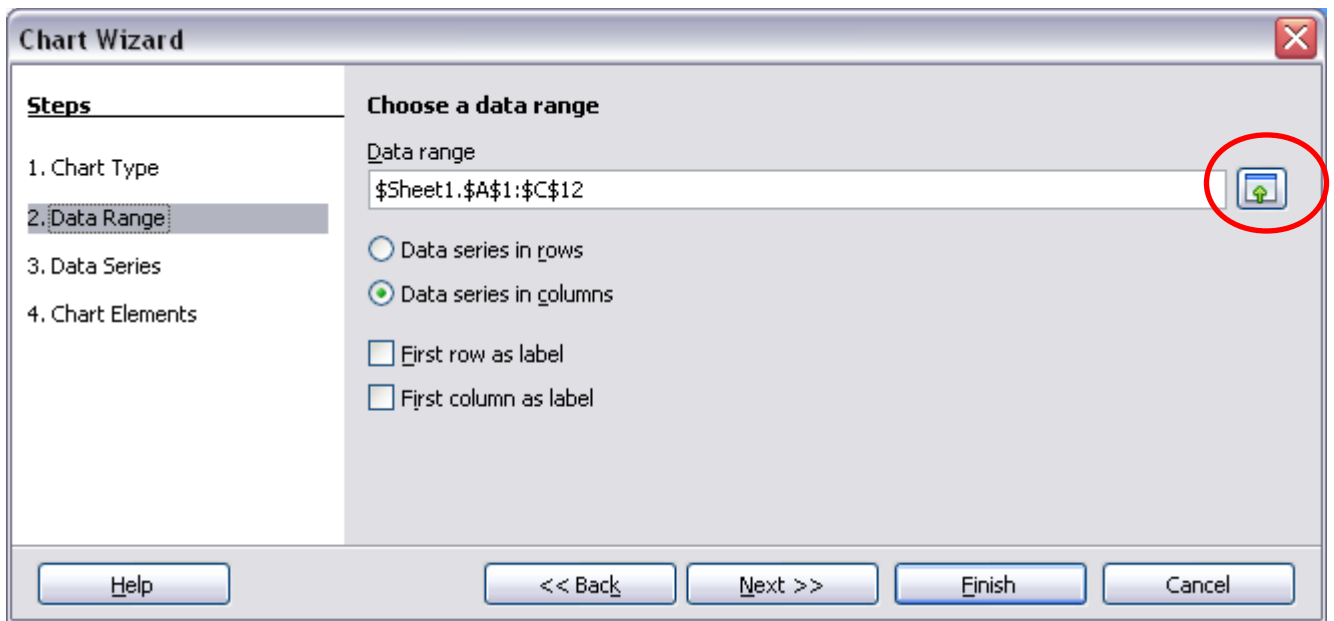 Chart Wizard
Steps
1. Chart Type
2. Data Range
3. Data Series
4. Chart Elements
Choose a data range
Data range
$Sheet1.$A$1:$C$12
Data series in rows
Data series in columns
First row as label
First column as label
Help
<< Back
Next >>
Finish
Cancel